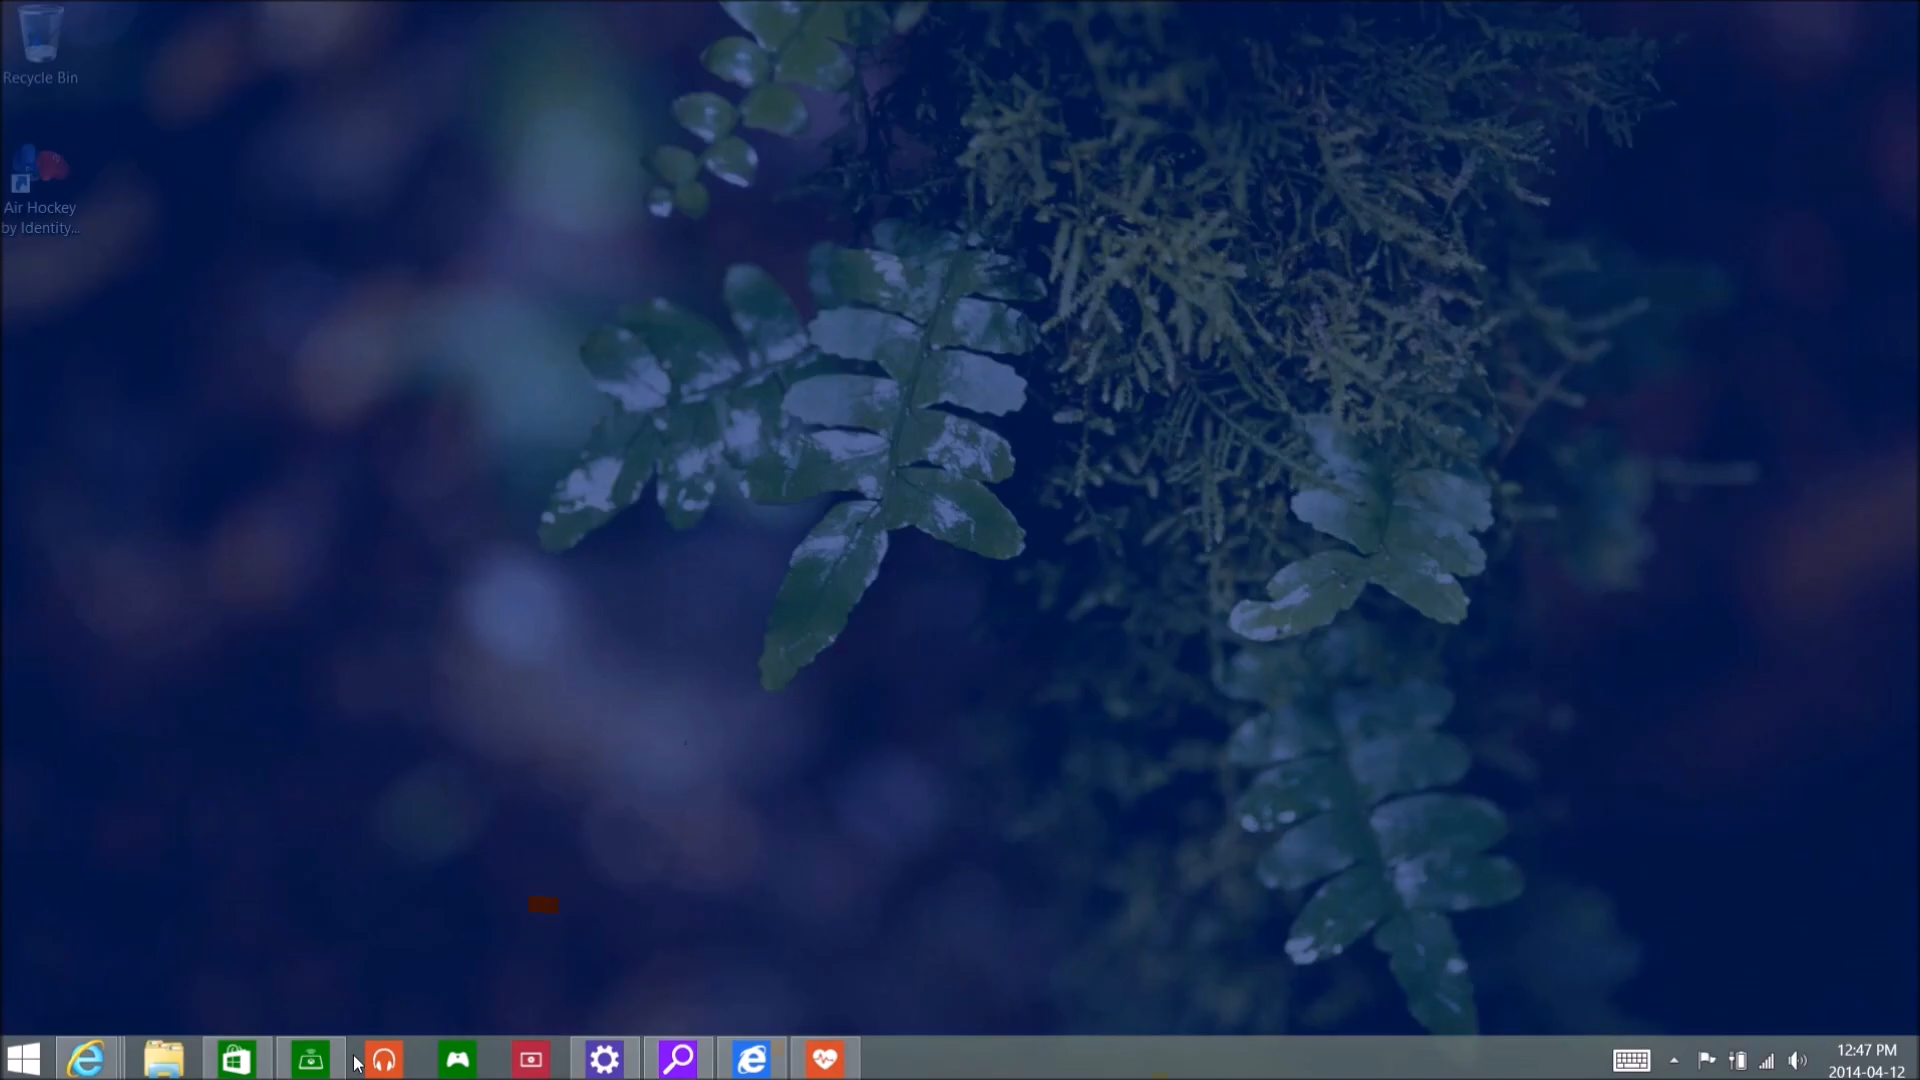 Recycle Bin
Air Hockey
by Identity...
12:47 PM
2014-04-12